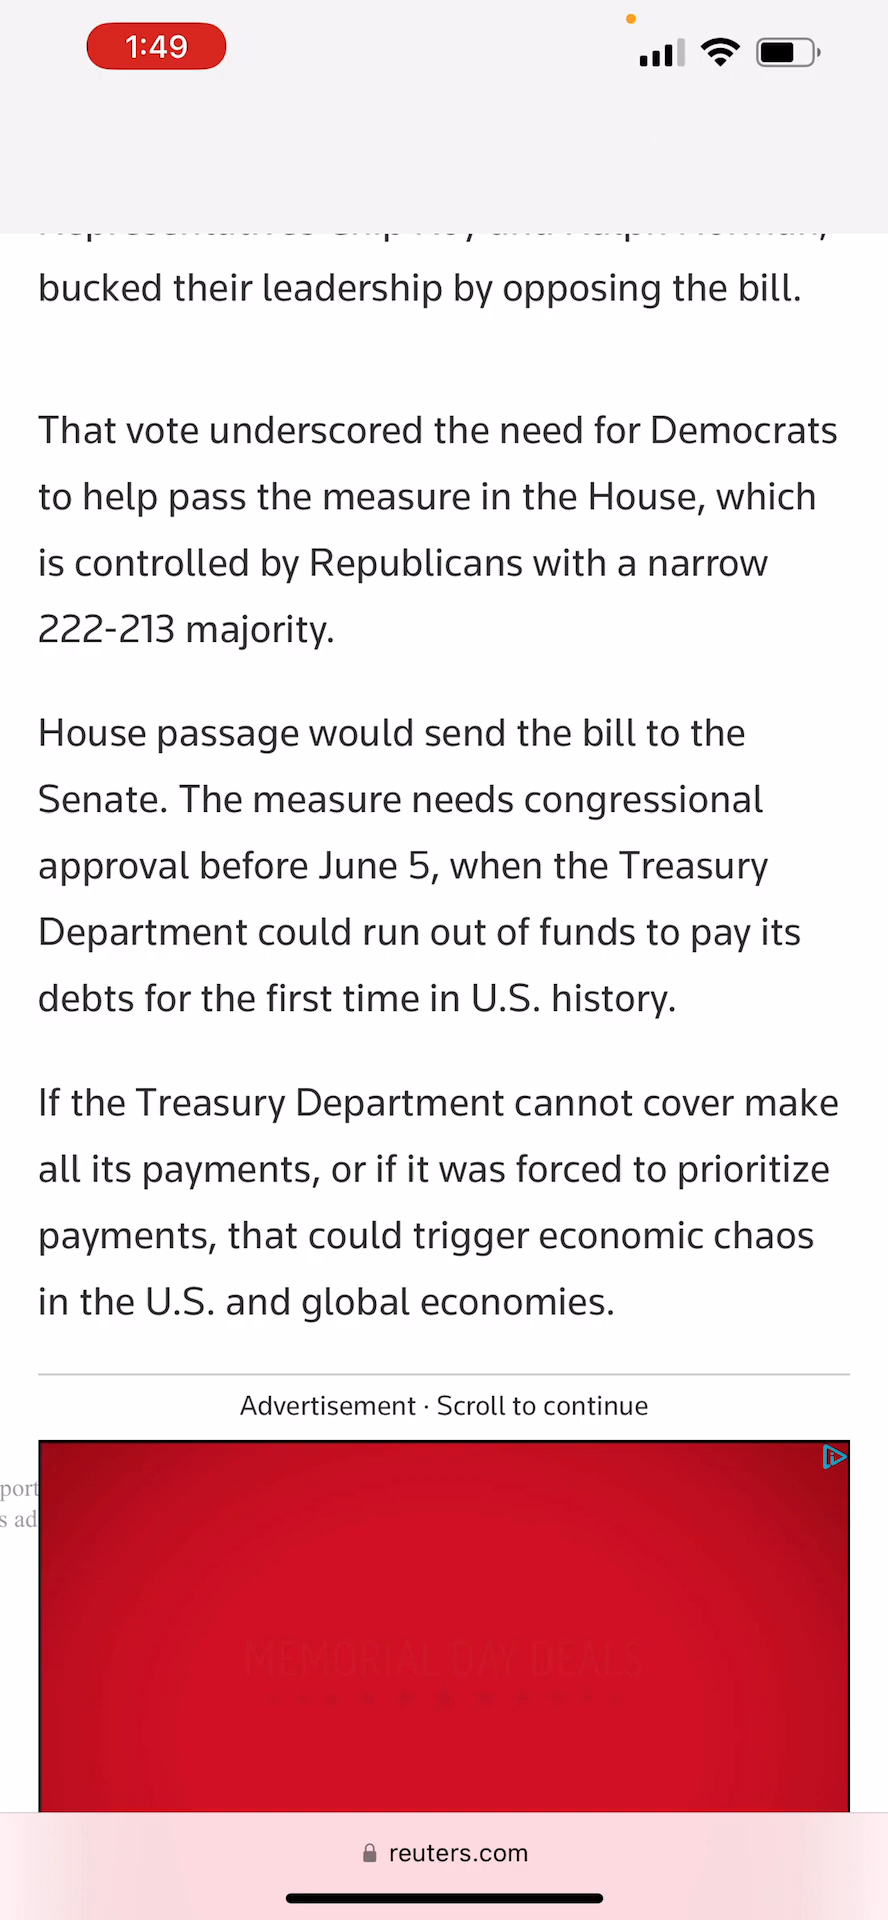 1:49
bucked their leadership by opposing the bill.
That vote underscored the need for Democrats
to help pass the measure in the House, which
is controlled by Republicans with a narrow
222-213 majority.
House passage would send the bill to the
Senate. The measure needs congressional
approval before June 5, when the Treasury
Department could run out of funds to pay its
debts for the first time in U.S. history.
If the Treasury Department cannot cover make
all its payments, or if it was forced to prioritize
payments, that could trigger economic chaos
in the U.S. and global economies.
Advertisement · Scroll to continue
port
s ad
MEMORIAL DAY DEALS
reuters.com